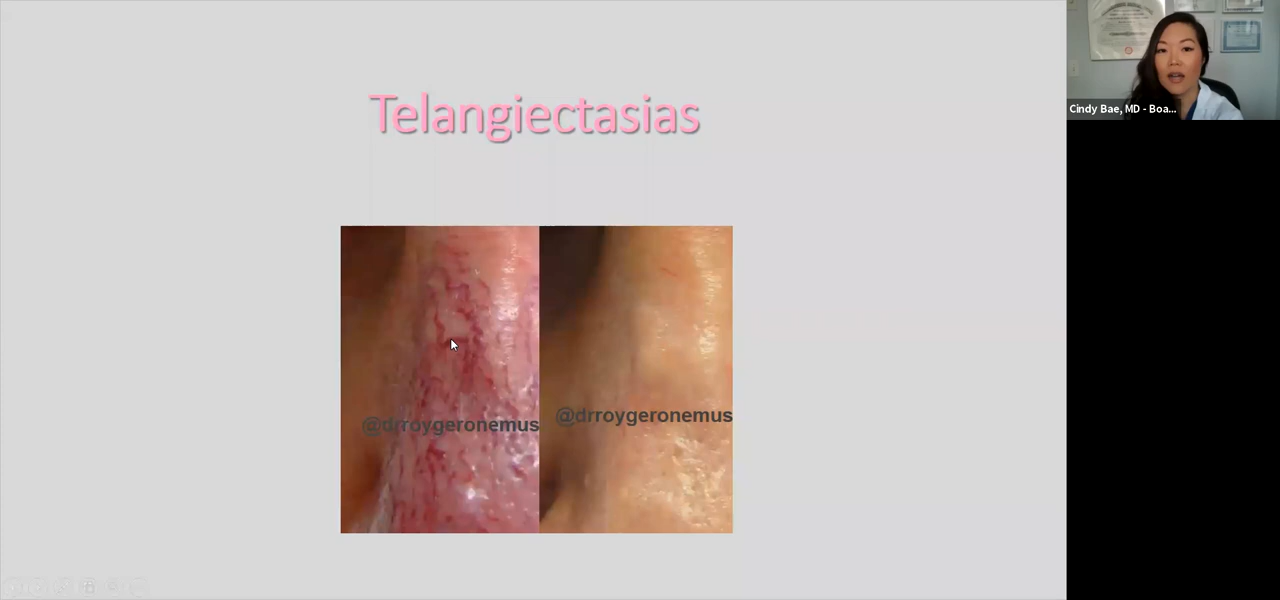 Telangiectasias
@drroygeronemus
@drroygeronemus
Cindy Bae, MD - Boa...